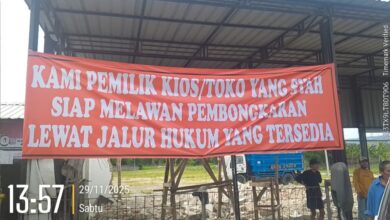 KAMI PEMILIK KIOS/TOKO YANG SYAH
SIAP MELAWAN PEMBONGKARAN
LEWAT JALUR HUKUM YANG TERSEDIA
13:57
29/11/2025
Sabtu
Timemark Verified